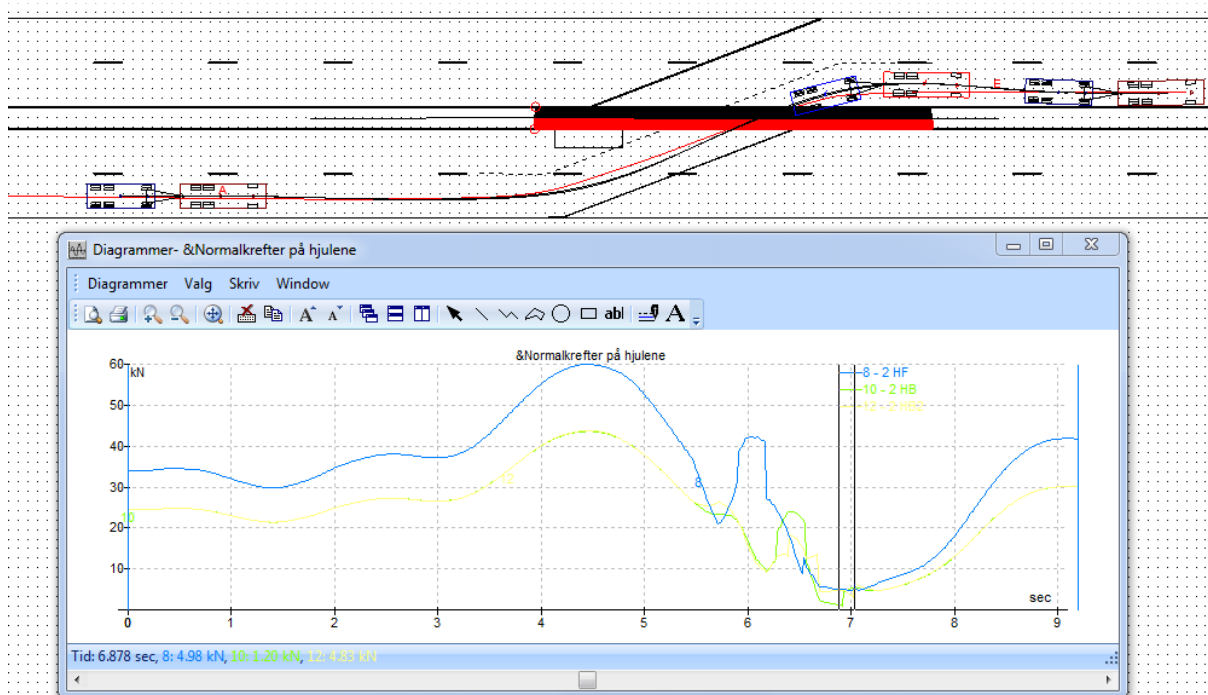 A
E
Diagrammer- &Normalkrefter på hjulene
Diagrammer Valg Skriv Window
A A abl A
&Normalkrefter på hjulene
60
kN
50
40
30
20
10
8 - 2 HF
10 - 2 HB
12
8
10
sec
0 1 2 3 4 5 6 7 8 9
Tid: 6.878 sec, 8: 4.98 kN, 10: 1.20 kN, 12: 4.83 kN